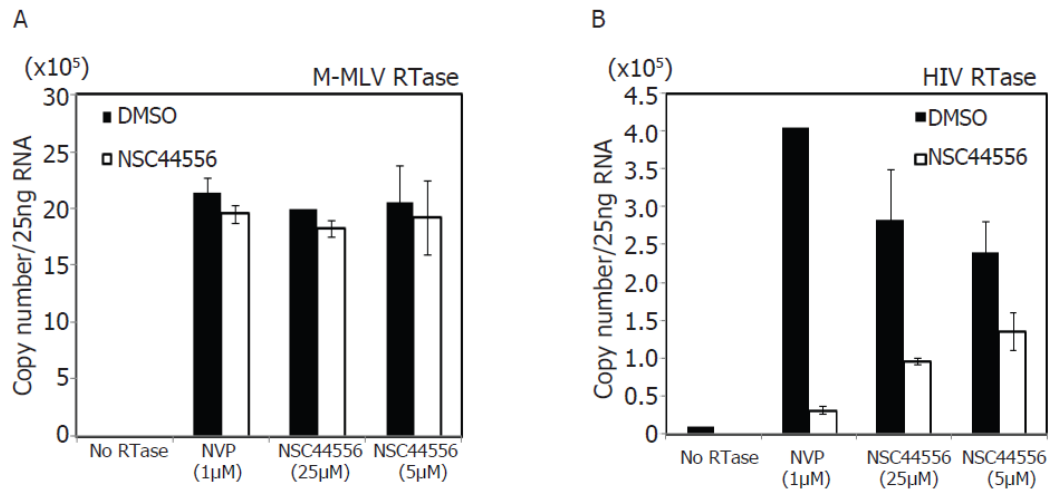 A
(x10⁵)
M-MLV RTase
Copy number/25ng RNA
30
25
20
15
10
5
0
DMSO
NSC44556
No RTase
NVP
(1µM)
NSC44556
(25µM)
NSC44556
(5µM)
B
(x10⁵)
HIV RTase
Copy number/25ng RNA
4.5
4.0
3.5
3.0
2.5
2.0
1.5
1.0
0.5
0
DMSO
NSC44556
No RTase
NVP
(1µM)
NSC44556
(25µM)
NSC44556
(5µM)